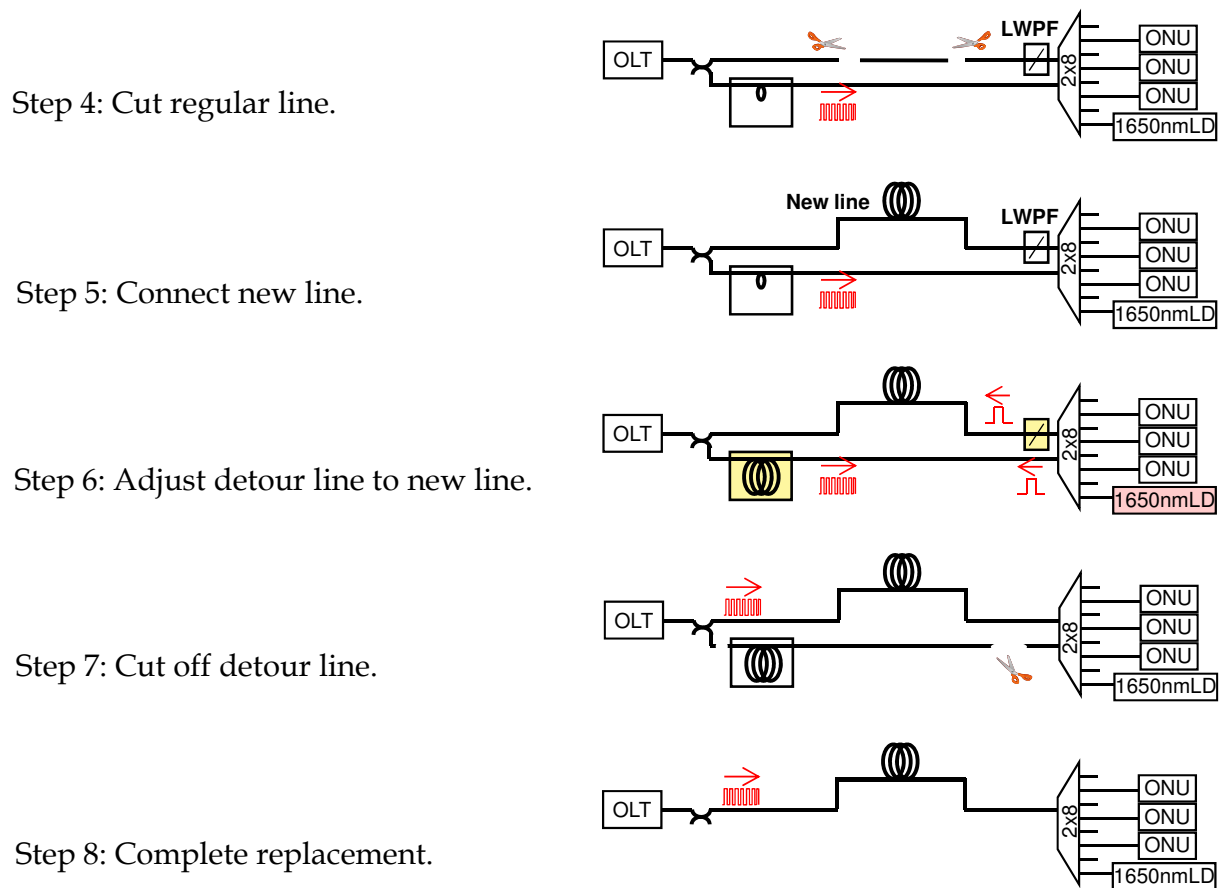 Step 4: Cut regular line.
OLT
LWPF
2x8
ONU
ONU
ONU
1650nmLD
Step 5: Connect new line.
New line
OLT
LWPF
2x8
ONU
ONU
ONU
1650nmLD
Step 6: Adjust detour line to new line.
OLT
2x8
ONU
ONU
ONU
1650nmLD
Step 7: Cut off detour line.
OLT
2x8
ONU
ONU
ONU
1650nmLD
Step 8: Complete replacement.
OLT
2x8
ONU
ONU
ONU
1650nmLD